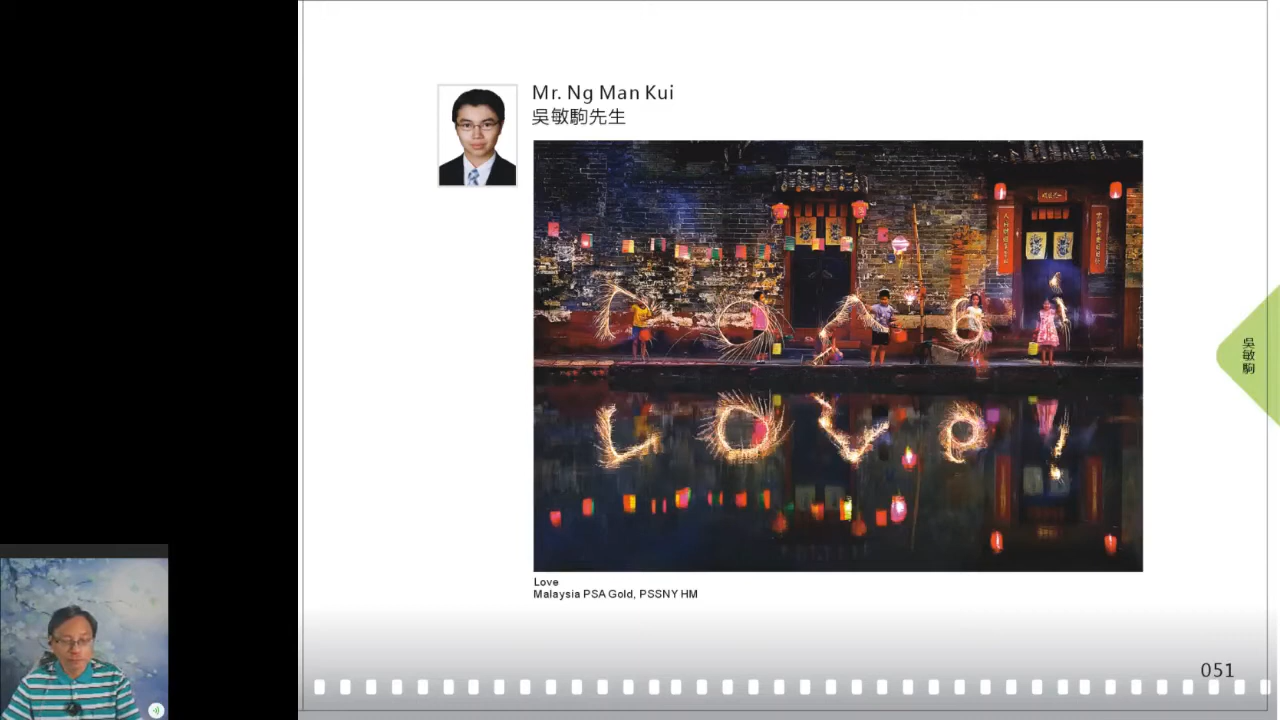 Mr. Ng Man Kui
吳敏駒先生
Love!
Love
Malaysia PSA Gold, PSSNY HM
吳敏駒
051